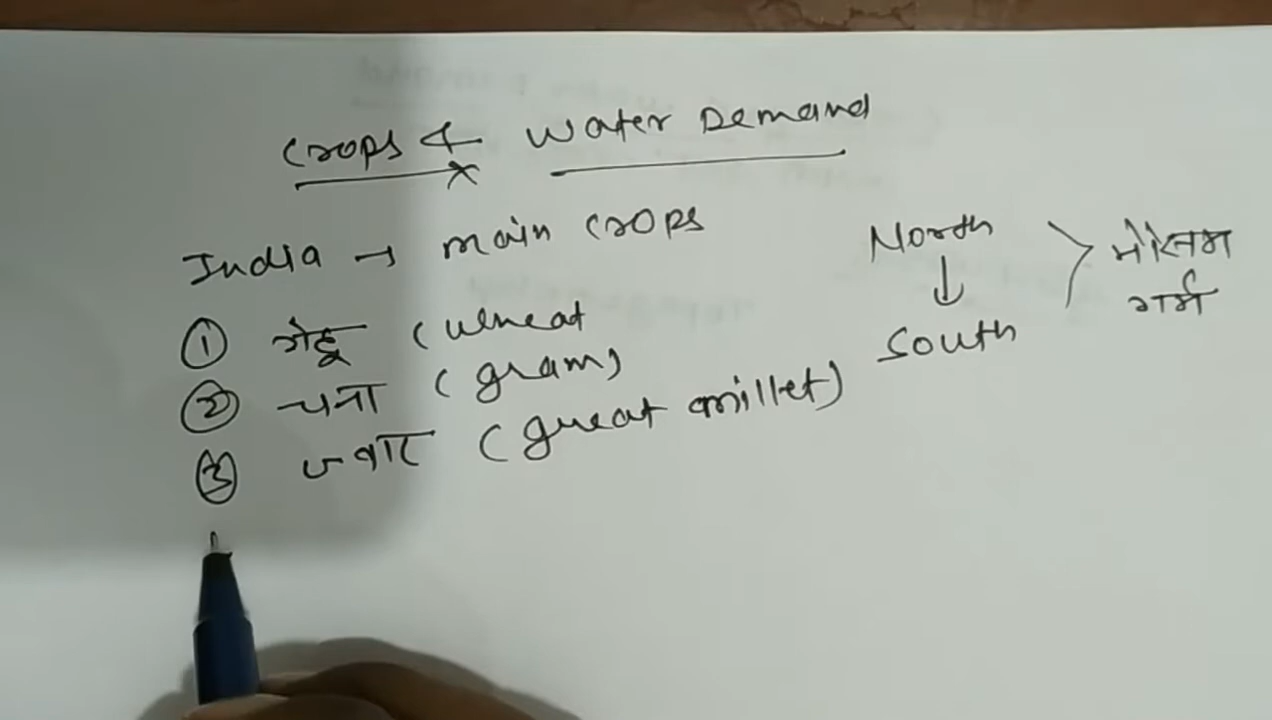 Crops & Water Demand
India → main crops
① गेहू (wheat
② चना (gram)
③ ज्वार (great millet)
North
↓
South
मौसम
गर्म